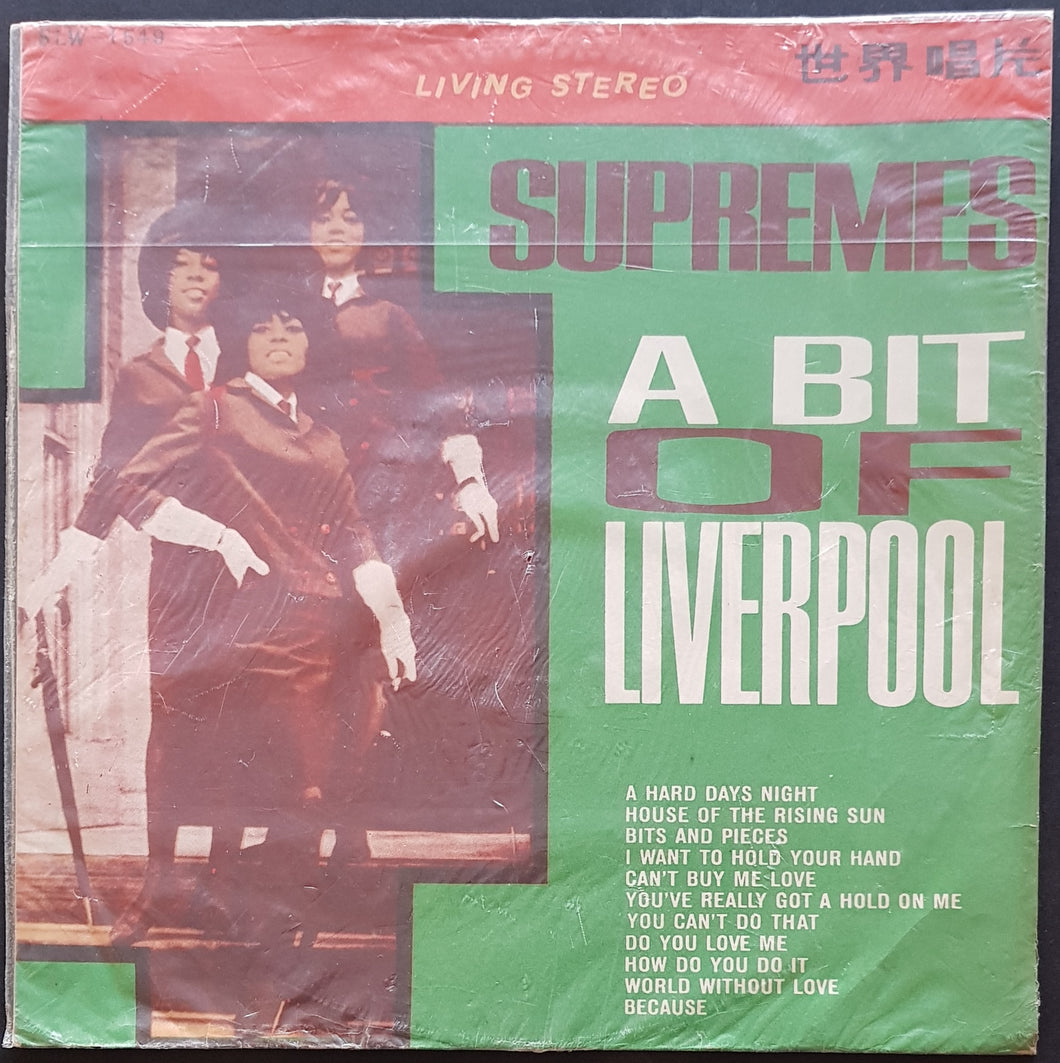 SLW 1549
世界唱片
LIVING STEREO
SUPREMES
A BIT
OF
LIVERPOOL
A HARD DAYS NIGHT
HOUSE OF THE RISING SUN
BITS AND PIECES
I WANT TO HOLD YOUR HAND
CAN'T BUY ME LOVE
YOU'VE REALLY GOT A HOLD ON ME
YOU CAN'T DO THAT
DO YOU LOVE ME
HOW DO YOU DO IT
WORLD WITHOUT LOVE
BECAUSE